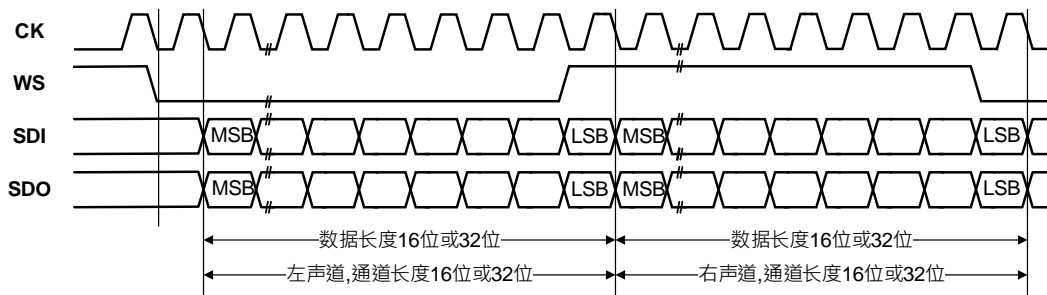 CK
WS
SDI MSB LSB MSB LSB
SDO MSB LSB MSB LSB
数据长度16位或32位 数据长度16位或32位
左声道,通道长度16位或32位 右声道,通道长度16位或32位